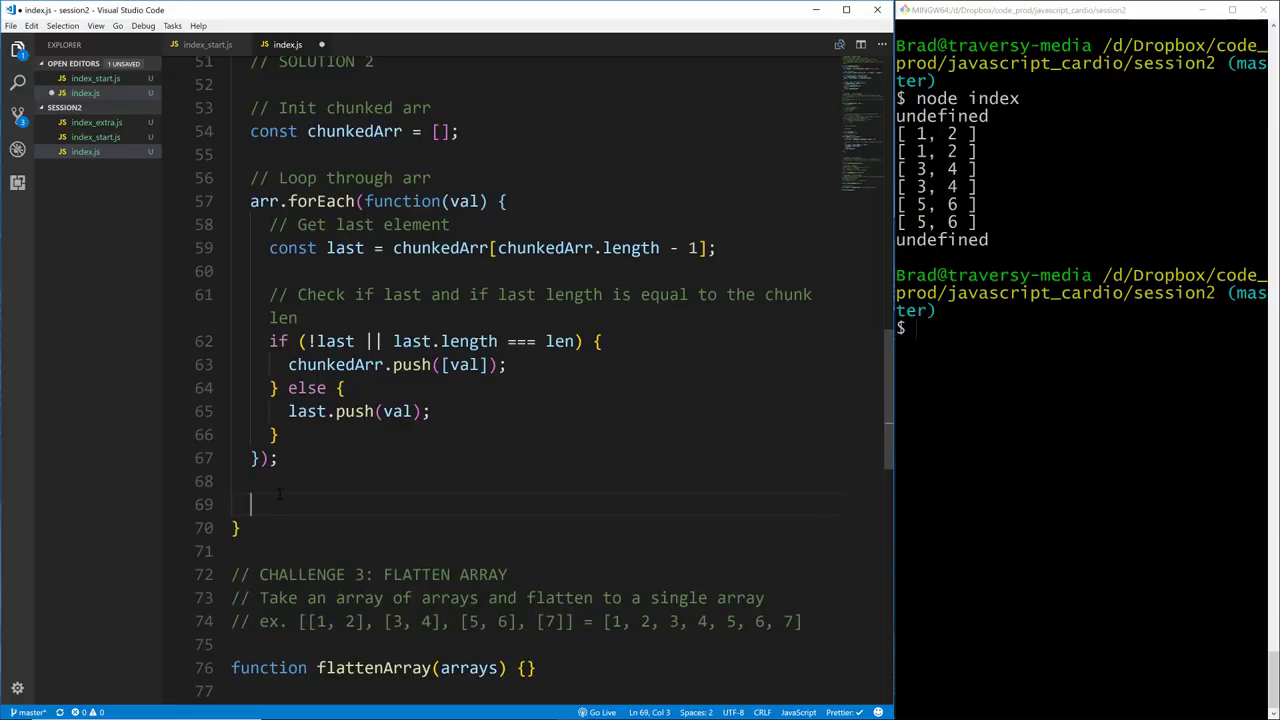 index.js - session2 - Visual Studio Code
File Edit Selection View Go Debug Tasks Help
EXPLORER
OPEN EDITORS 1 UNSAVED
index_start.js U
index.js U
SESSION2
index_extra.js U
index_start.js U
index.js U
index_start.js
index.js
51 // SOLUTION 2
52
53 // Init chunked arr
54 const chunkedArr = [];
55
56 // Loop through arr
57 arr.forEach(function(val) {
58 // Get last element
59 const last = chunkedArr[chunkedArr.length - 1];
60
61 // Check if last and if last length is equal to the chunk
len
62 if (!last || last.length === len) {
63 chunkedArr.push([val]);
64 } else {
65 last.push(val);
66 }
67 });
68
69
70 }
71
72 // CHALLENGE 3: FLATTEN ARRAY
73 // Take an array of arrays and flatten to a single array
74 // ex. [[1, 2], [3, 4], [5, 6], [7]] = [1, 2, 3, 4, 5, 6, 7]
75
76 function flattenArray(arrays) {}
77
master* 0 0 Go Live Ln 69, Col 3 Spaces: 2 UTF-8 CRLF JavaScript Prettier: ✓
MINGW64:/d/Dropbox/code_prod/javascript_cardio/session2
Brad@traversy-media /d/Dropbox/code_
prod/javascript_cardio/session2 (mas
ter)
$ node index
undefined
[ 1, 2 ]
[ 1, 2 ]
[ 3, 4 ]
[ 3, 4 ]
[ 5, 6 ]
[ 5, 6 ]
undefined
Brad@traversy-media /d/Dropbox/code_
prod/javascript_cardio/session2 (mas
ter)
$